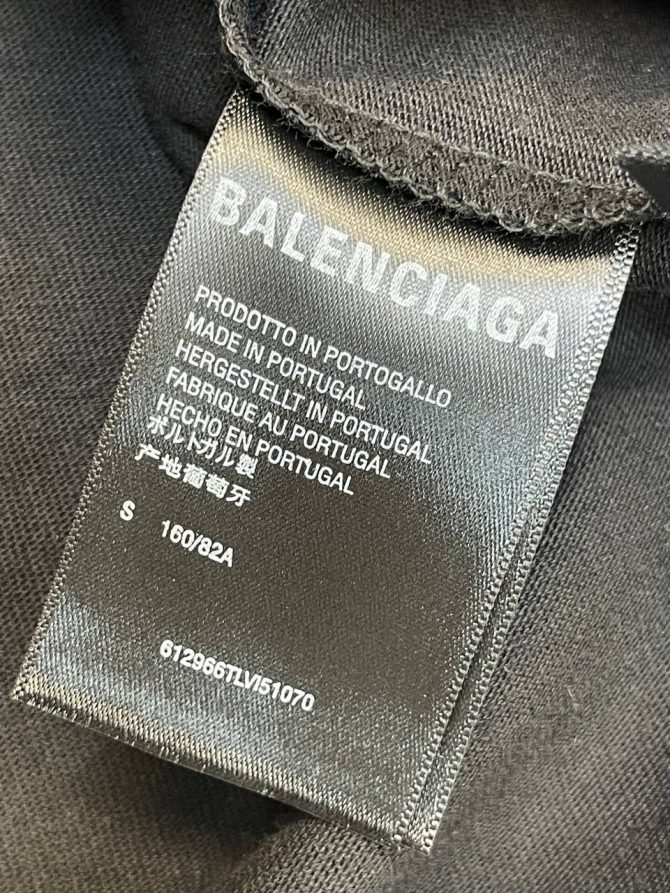 BALENCIAGA
PRODOTTO IN PORTOGALLO
MADE IN PORTUGAL
HERGESTELLT IN PORTUGAL
FABRIQUE AU PORTUGAL
HECHO EN PORTUGAL
ポルトガル製
产地葡萄牙
S 160/82A
612966TLVI51070